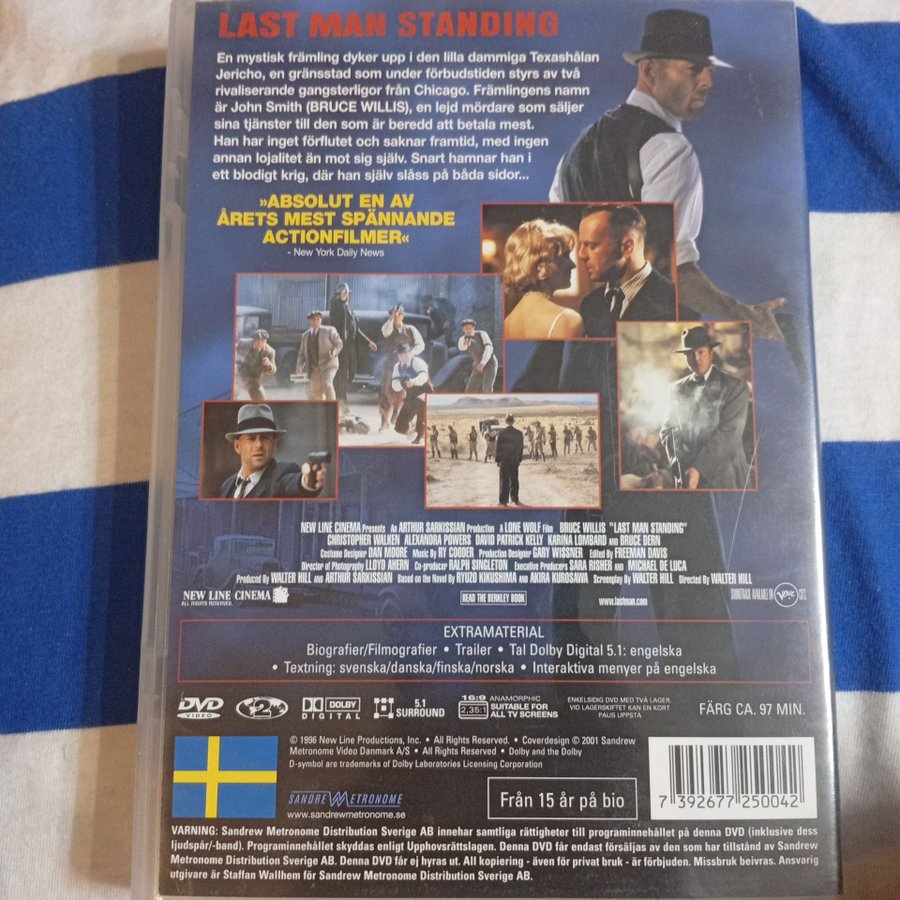 LAST MAN STANDING
En mystisk främling dyker upp i den lilla dammiga Texashålan
Jericho, en gränsstad som under förbudstiden styrs av två
rivaliserande gangsterligor från Chicago. Främlingens namn
är John Smith (BRUCE WILLIS), en lejd mördare som säljer
sina tjänster till den som är beredd att betala mest.
Han har inget förflutet och saknar framtid, med ingen
annan lojalitet än mot sig själv. Snart hamnar han i
ett blodigt krig, där han själv slåss på båda sidor...
»ABSOLUT EN AV
ÅRETS MEST SPÄNNANDE
ACTIONFILMER«
- New York Daily News
NEW LINE CINEMA Presents An ARTHUR SARKISSIAN Production A LONE WOLF Film BRUCE WILLIS "LAST MAN STANDING"
CHRISTOPHER WALKEN ALEXANDRA POWERS DAVID PATRICK KELLY KARINA LOMBARD AND BRUCE DERN
Costume Designer DAN MOORE Music By RY COODER Production Designer GARY WISSNER Edited By FREEMAN DAVIS
Director of Photography LLOYD AHERN Co-producer RALPH SINGLETON Executive Producers SARA RISHER and MICHAEL DE LUCA
Produced By WALTER HILL and ARTHUR SARKISSIAN Based on the Novel By RYUZO KIKUSHIMA and AKIRA KUROSAWA Screenplay By WALTER HILL Directed By WALTER HILL
NEW LINE CINEMA
ALL RIGHTS RESERVED.
READ THE BERKLEY BOOK
www.lastman.com
SOUNDTRACK AVAILABLE ON Verve CD'S.
EXTRAMATERIAL
Biografier/Filmografier • Trailer • Tal Dolby Digital 5.1: engelska
• Textning: svenska/danska/finska/norska • Interaktiva menyer på engelska
DVD
VIDEO
2
DOLBY
DIGITAL
5.1
SURROUND
16:9
2,35:1
ANAMORPHIC
SUITABLE FOR
ALL TV SCREENS
ENKELSIDIG DVD MED TVÅ LAGER.
VID LAGERSKIFTET KAN EN KORT
PAUS UPPSTÅ
FÄRG CA. 97 MIN.
© 1996 New Line Productions, Inc. • All Rights Reserved. • Coverdesign © 2001 Sandrew
Metronome Video Danmark A/S • All Rights Reserved • Dolby and the Dolby
D-symbol are trademarks of Dolby Laboratories Licensing Corporation
SANDREW METRONOME
www.sandrewmetronome.se
Från 15 år på bio
7 392677 250042
VARNING: Sandrew Metronome Distribution Sverige AB innehar samtliga rättigheter till programinnehållet på denna DVD (inklusive dess
ljudspår/-band). Programinnehållet skyddas enligt Upphovsrättslagen. Denna DVD får endast försäljas av den som har tillstånd av Sandrew
Metronome Distribution Sverige AB. Denna DVD får ej hyras ut. All kopiering - även för privat bruk - är förbjuden. Missbruk beivras. Ansvarig
utgivare är Staffan Wallhem för Sandrew Metronome Distribution Sverige AB.